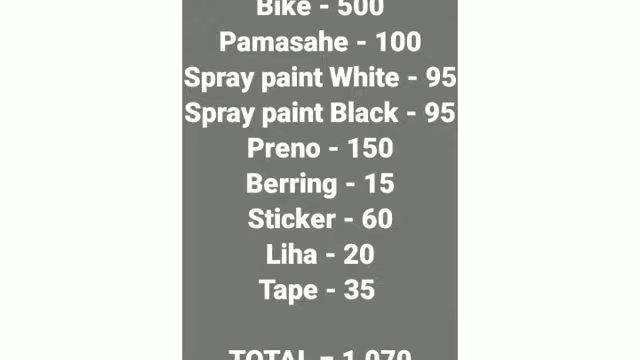 Bike - 500
Pamasahe - 100
Spray paint White - 95
Spray paint Black - 95
Preno - 150
Berring - 15
Sticker - 60
Liha - 20
Tape - 35
TOTAL = 1,070